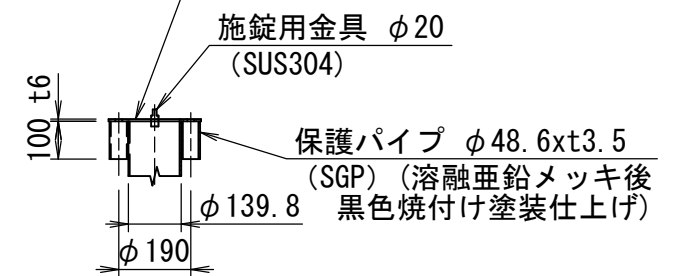 施錠用金具 φ20
(SUS304)
t6
100
保護パイプ φ48.6xt3.5
(SGP) (溶融亜鉛メッキ後
黒色焼付け塗装仕上げ)
φ139.8
φ190